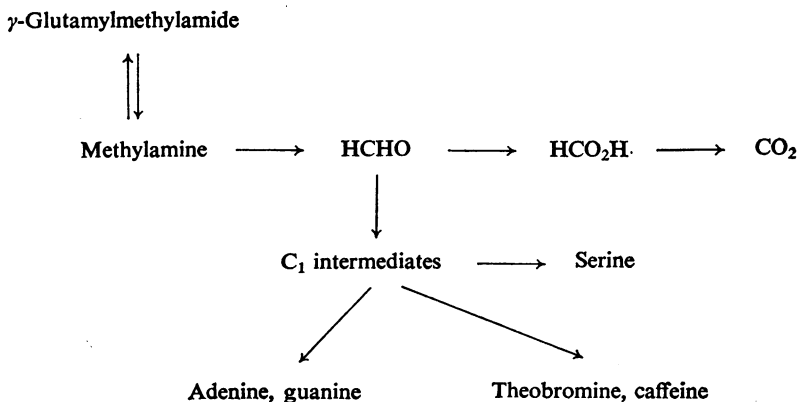 γ-Glutamylmethylamide
Methylamine → HCHO → HCO₂H → CO₂
C₁ intermediates → Serine
Adenine, guanine Theobromine, caffeine